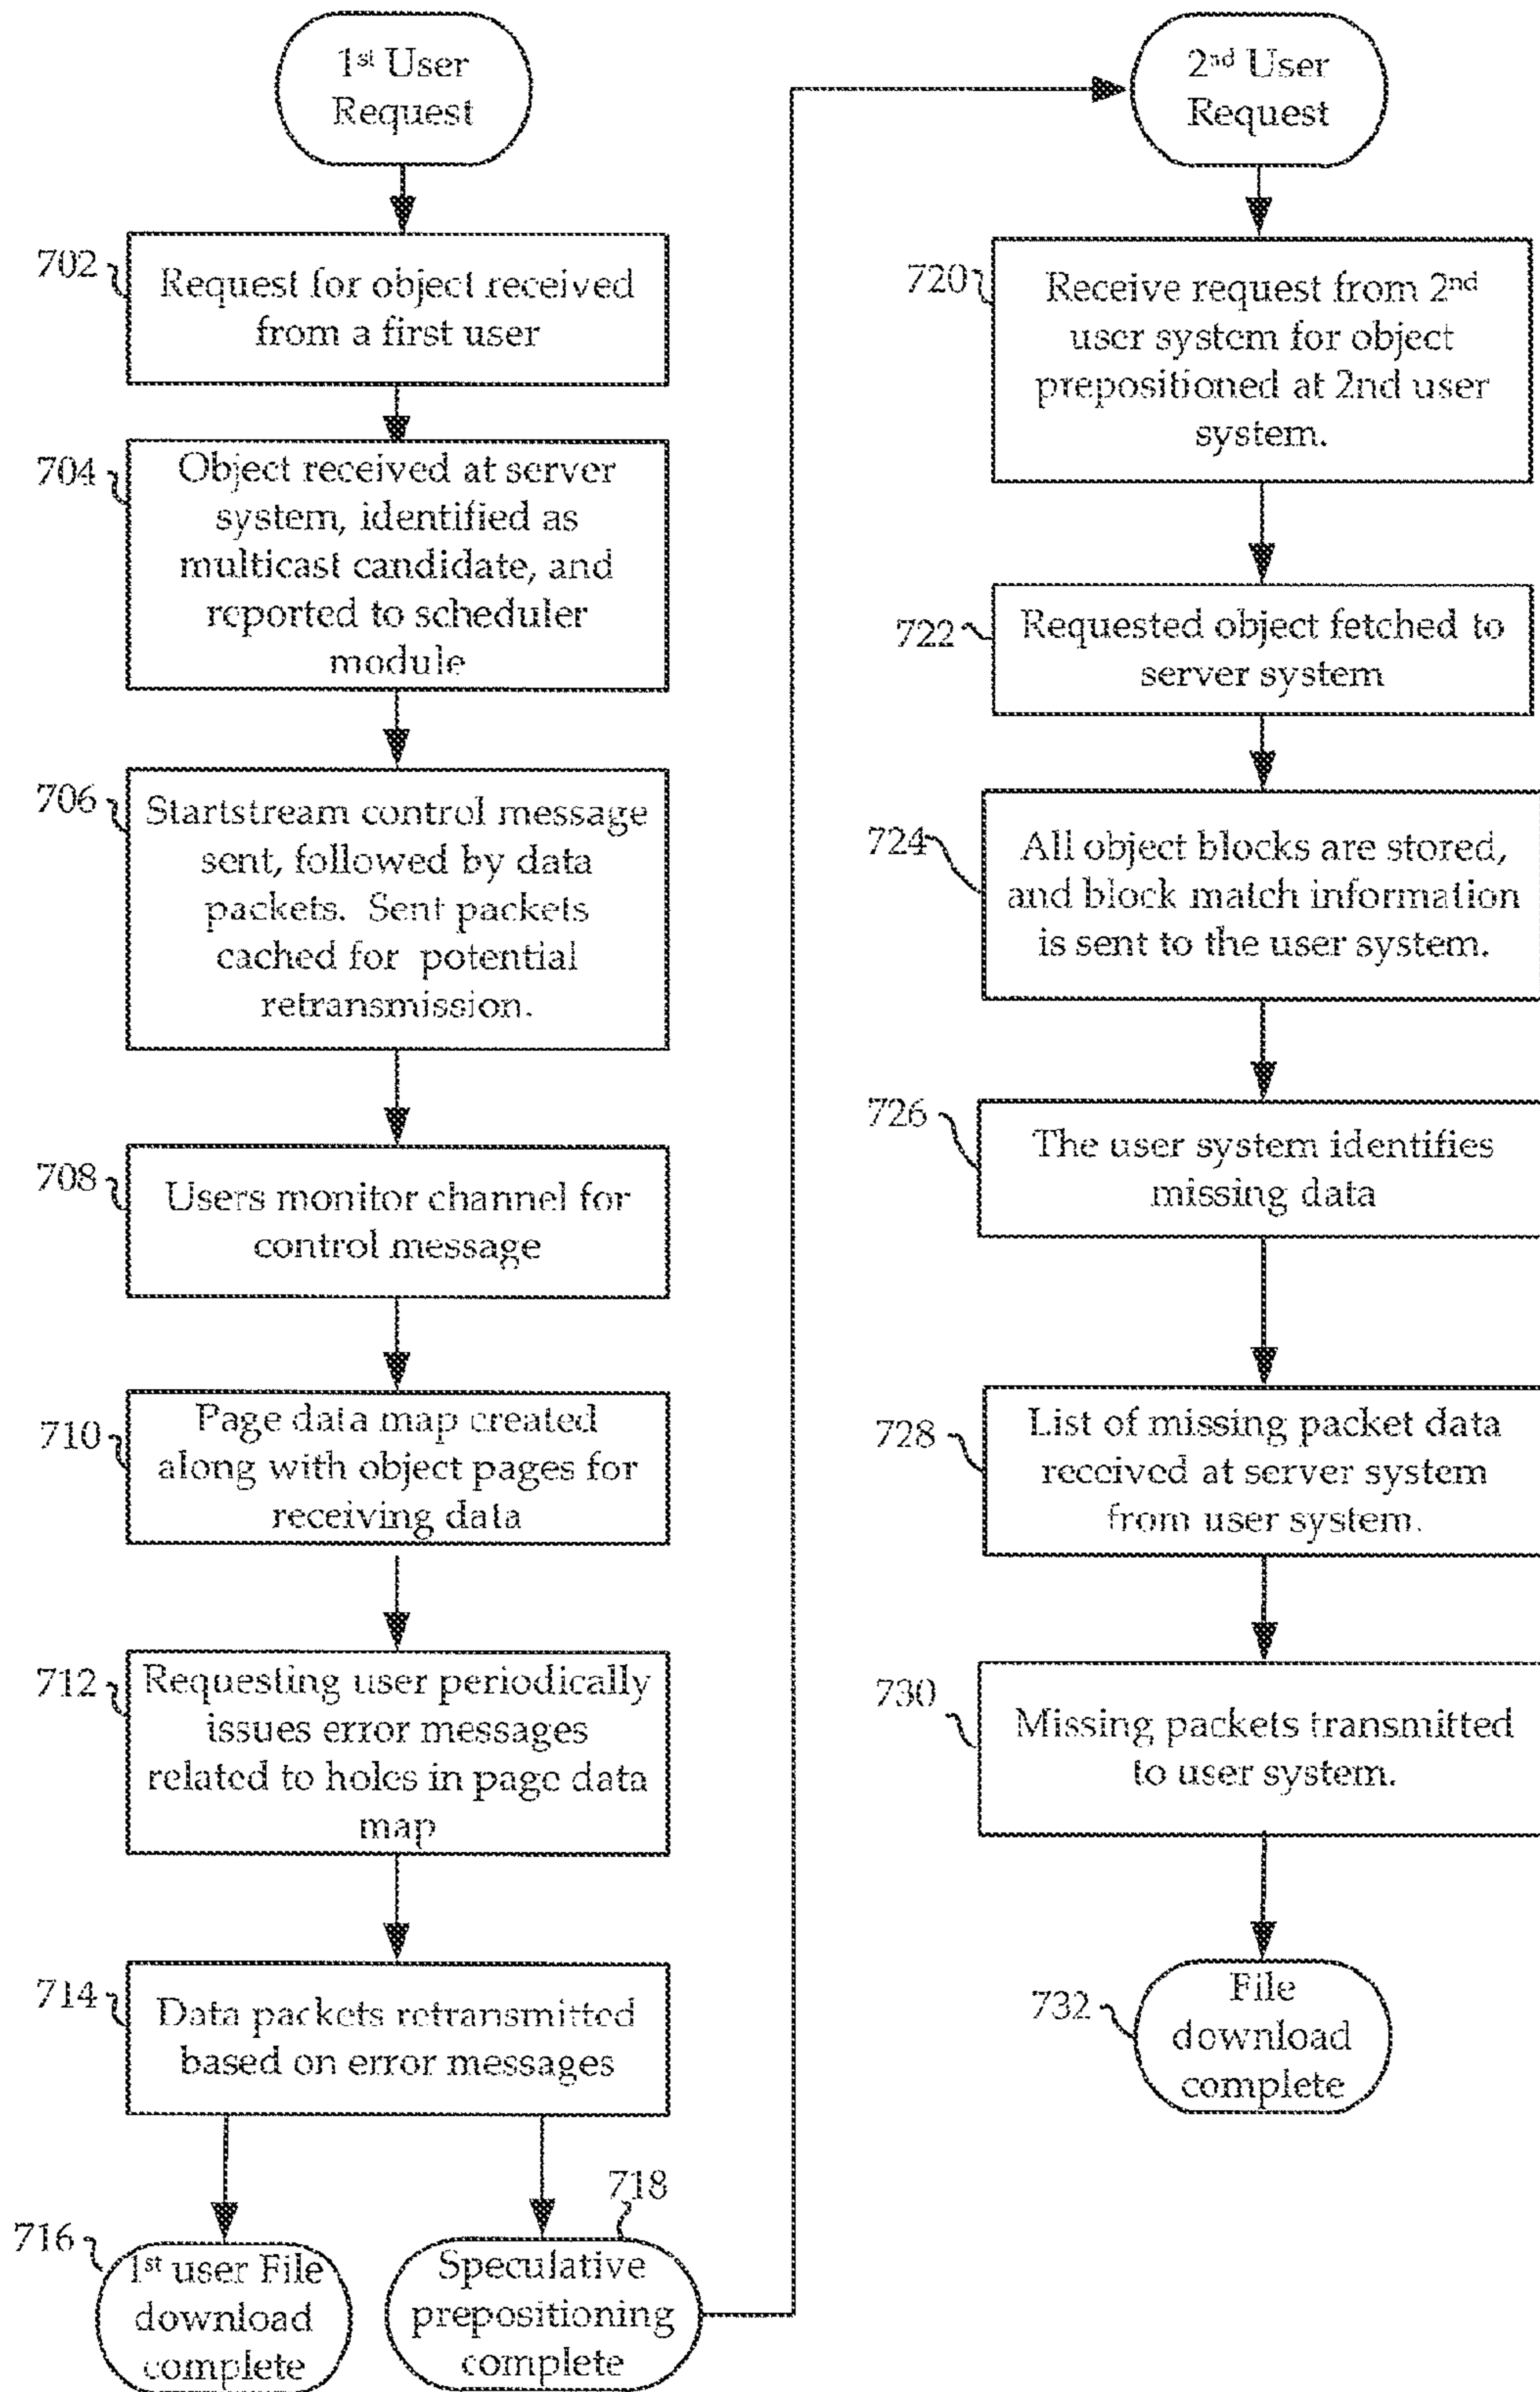 1st User
Request
702
Request for object received
from a first user
704
Object received at server
system, identified as
multicast candidate, and
reported to scheduler
module
706
Startstream control message
sent, followed by data
packets. Sent packets
cached for potential
retransmission.
708
Users monitor channel for
control message
710
Page data map created
along with object pages for
receiving data
712
Requesting user periodically
issues error messages
related to holes in page data
map
714
Data packets retransmitted
based on error messages
716
1st user File
download
complete
718
Speculative
prepositioning
complete
2nd User
Request
720
Receive request from 2nd
user system for object
prepositioned at 2nd user
system.
722
Requested object fetched to
server system
724
All object blocks are stored,
and block match information
is sent to the user system.
726
The user system identifies
missing data
728
List of missing packet data
received at server system
from user system.
730
Missing packets transmitted
to user system.
732
File
download
complete